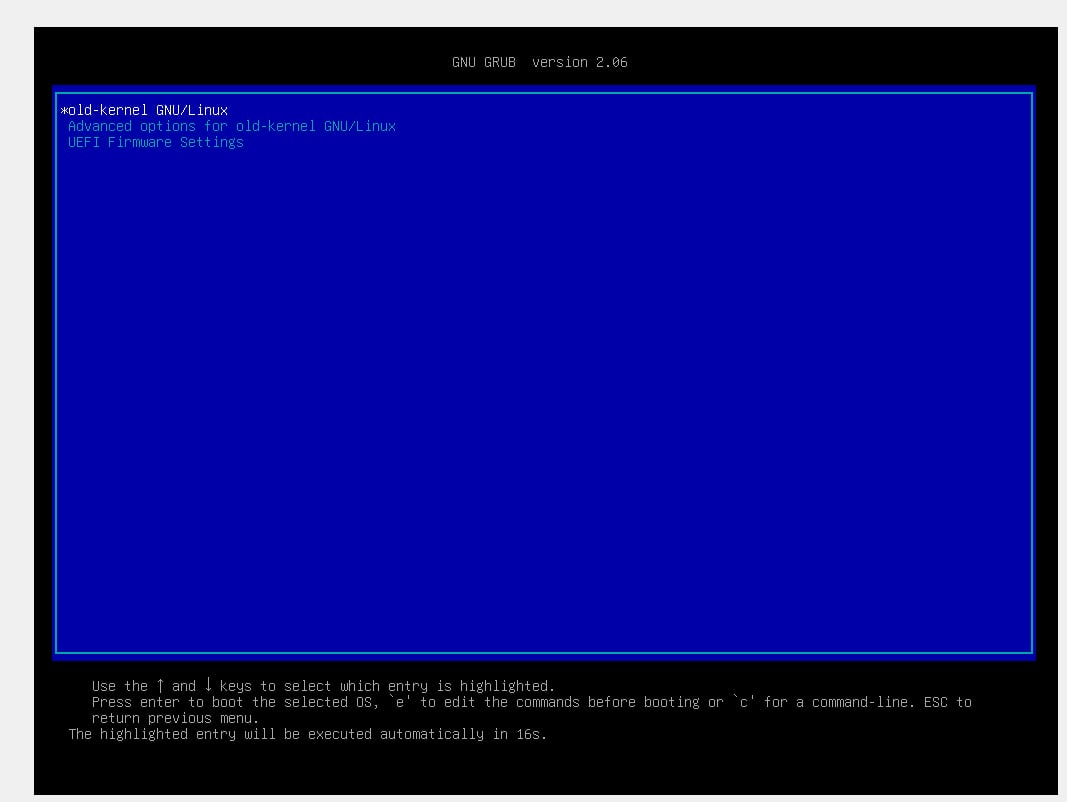 GNU GRUB  version 2.06
*old-kernel GNU/Linux
Advanced options for old-kernel GNU/Linux
UEFI Firmware Settings
Use the ↑ and ↓ keys to select which entry is highlighted.
Press enter to boot the selected OS, `e' to edit the commands before booting or `c' for a command-line. ESC to
return previous menu.
The highlighted entry will be executed automatically in 16s.